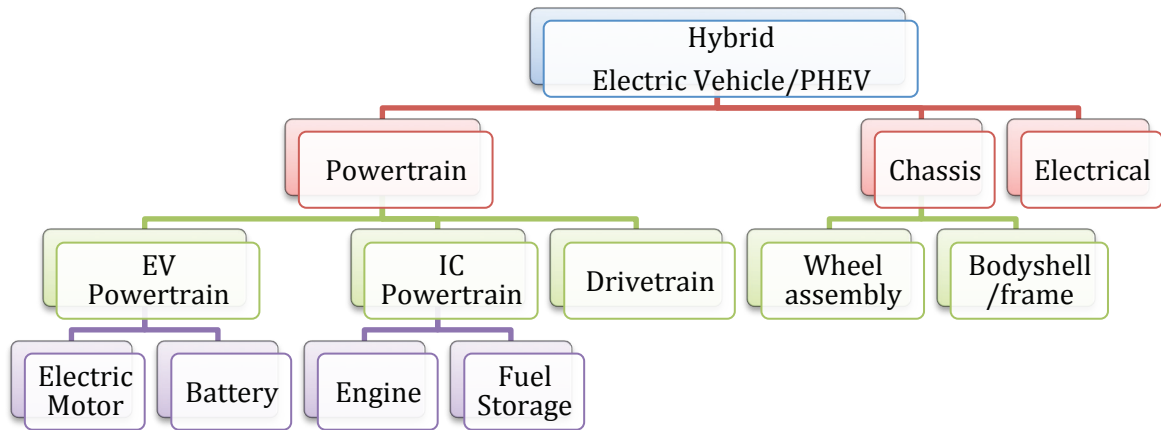 Hybrid
Electric Vehicle/PHEV
Powertrain
Chassis
Electrical
EV
Powertrain
IC
Powertrain
Drivetrain
Wheel
assembly
Bodyshell
/frame
Electric
Motor
Battery
Engine
Fuel
Storage